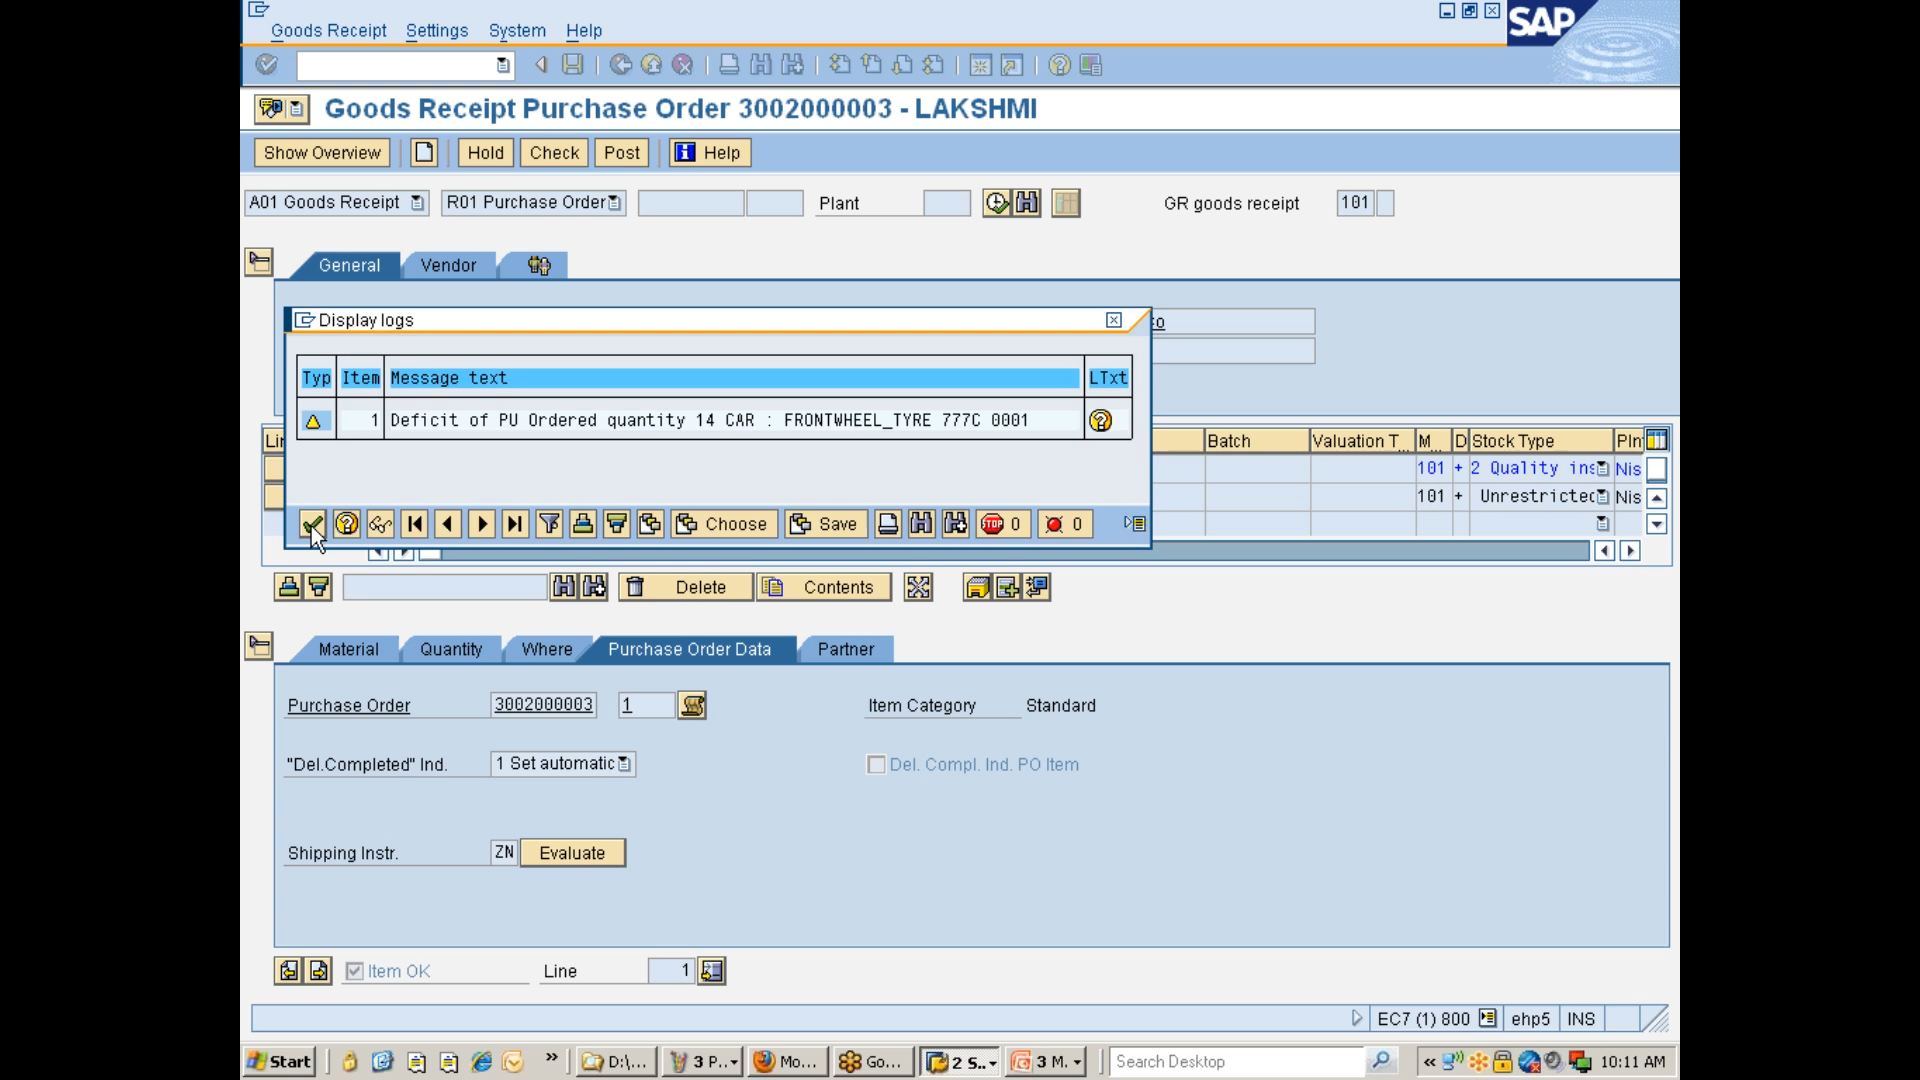 Goods Receipt Settings System Help
SAP
Goods Receipt Purchase Order 3002000003 - LAKSHMI
Show Overview Hold Check Post Help
A01 Goods Receipt R01 Purchase Order Plant GR goods receipt 101
General Vendor
Display logs
Typ Item Message text LTxt
1 Deficit of PU Ordered quantity 14 CAR : FRONTWHEEL_TYRE 777C 0001
Batch Valuation T... M... D Stock Type Pln
101 + 2 Quality ins Nis
101 + Unrestricted Nis
Choose Save STOP 0 0
Delete Contents
Material Quantity Where Purchase Order Data Partner
Purchase Order 3002000003 1 Item Category Standard
"Del.Completed" Ind. 1 Set automatic Del. Compl. Ind. PO Item
Shipping Instr. ZN Evaluate
Item OK Line 1
EC7 (1) 800 ehp5 INS
Start » D:\... 3 P... Mo... Go... 2 S... 3 M. Search Desktop « 10:11 AM